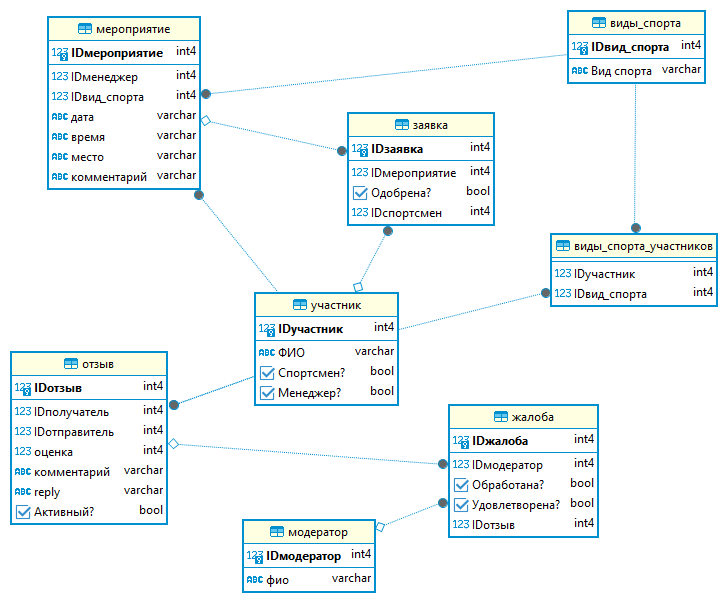 мероприятие
123 IDмероприятие int4
123 IDменеджер int4
123 IDвид_спорта int4
ABC дата varchar
ABC время varchar
ABC место varchar
ABC комментарий varchar
виды_спорта
123 IDвид_спорта int4
ABC Вид спорта varchar
заявка
123 IDзаявка int4
123 IDмероприятие int4
Одобрена? bool
123 IDспортсмен int4
виды_спорта_участников
123 IDучастник int4
123 IDвид_спорта int4
участник
123 IDучастник int4
ABC ФИО varchar
Спортсмен? bool
Менеджер? bool
отзыв
123 IDотзыв int4
123 IDполучатель int4
123 IDотправитель int4
123 оценка int4
ABC комментарий varchar
ABC reply varchar
Активный? bool
жалоба
123 IDжалоба int4
123 IDмодератор int4
Обработана? bool
Удовлетворена? bool
123 IDотзыв int4
модератор
123 IDмодератор int4
ABC фио varchar